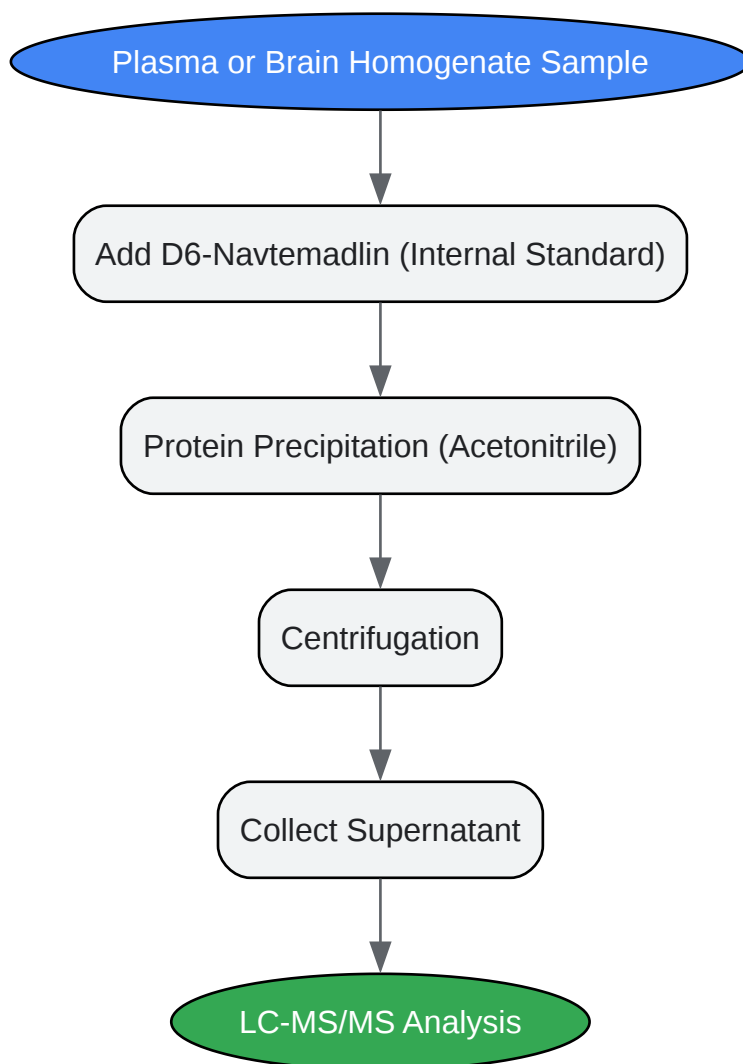 Plasma or Brain Homogenate Sample
Add D6-Navtemadlin (Internal Standard)
Protein Precipitation (Acetonitrile)
Centrifugation
Collect Supernatant
LC-MS/MS Analysis